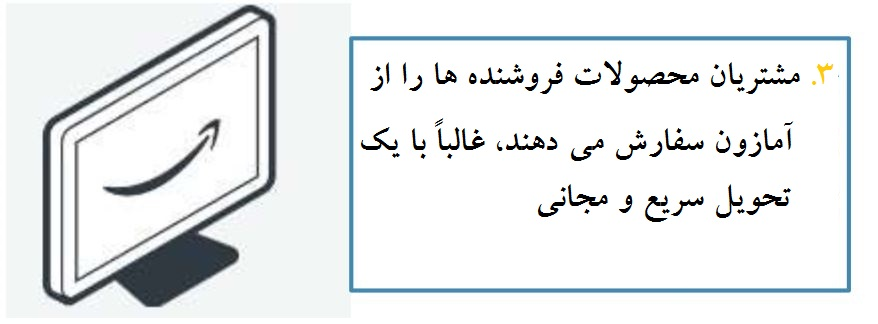 ۳. مشتریان محصولات فروشنده ها را از
آمازون سفارش می دهند، غالباً با یک
تحویل سریع و مجانی